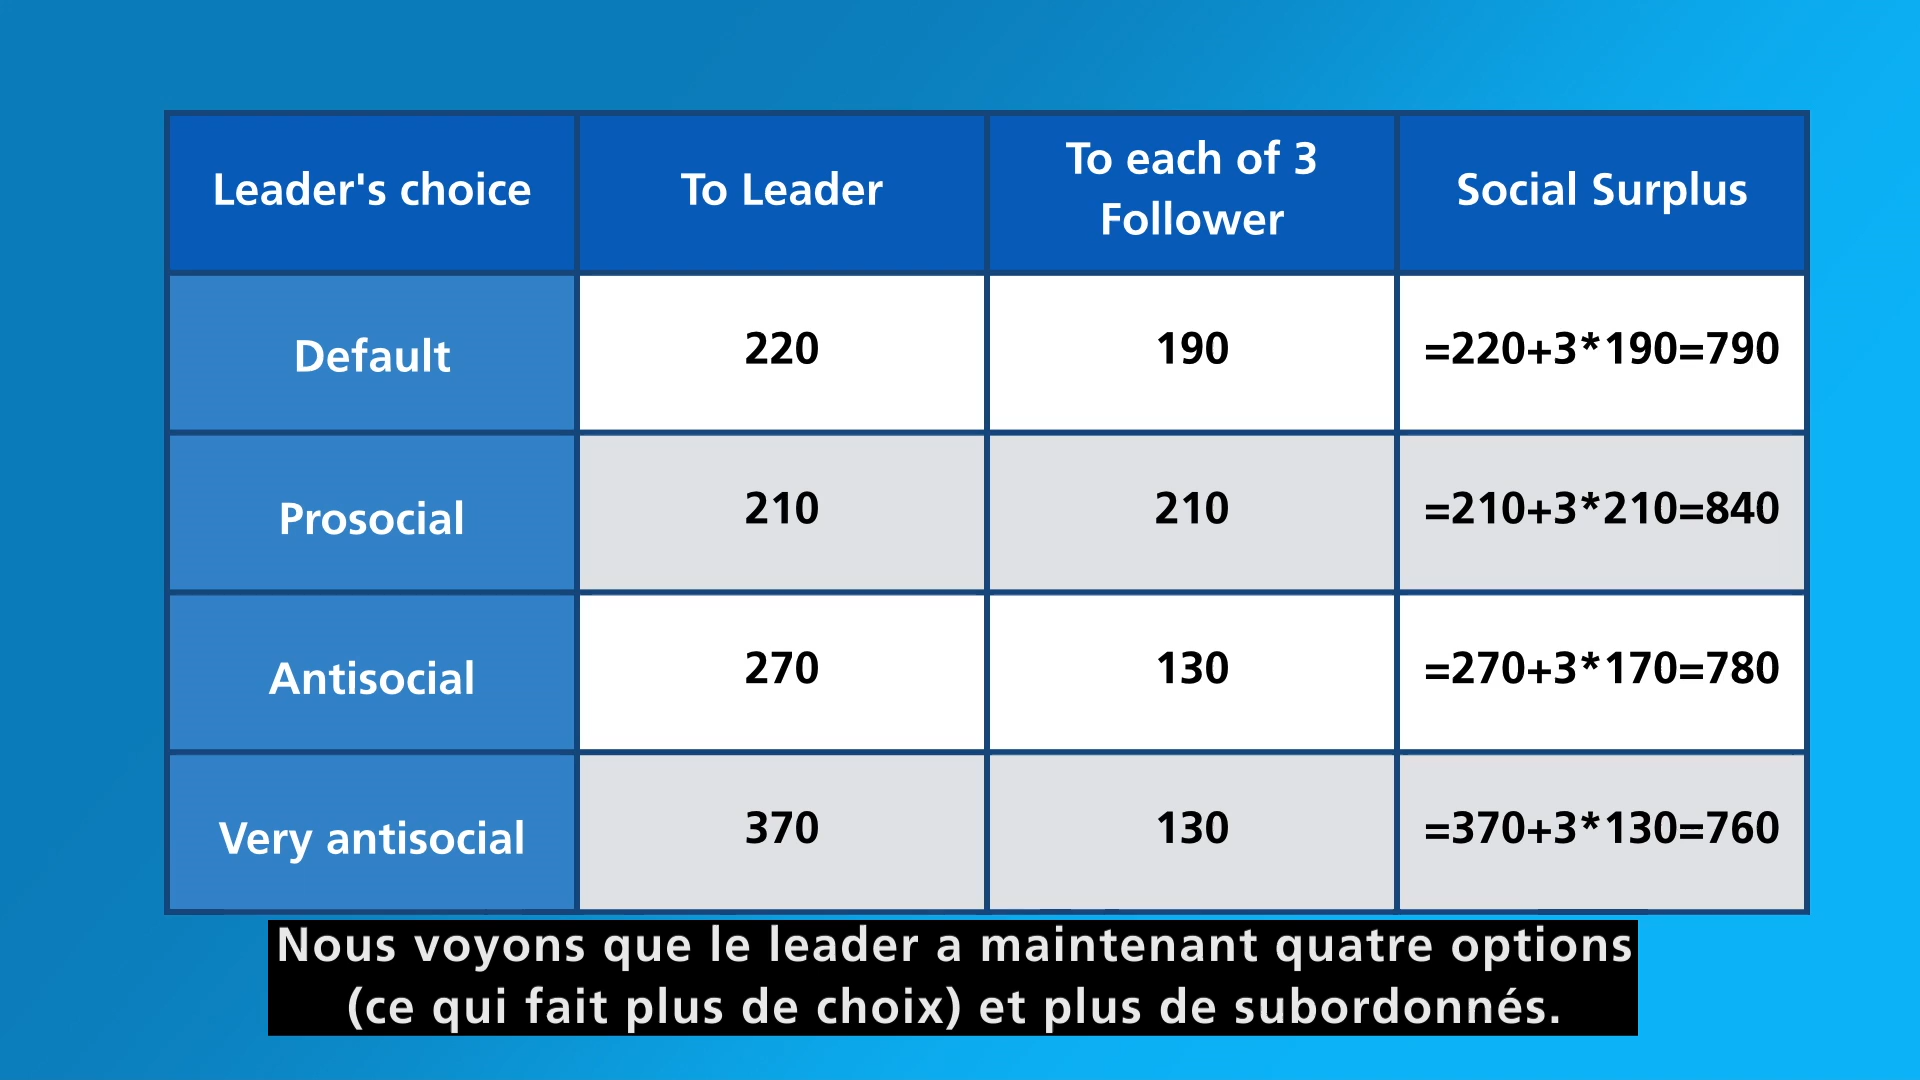 Leader's choice
To Leader
To each of 3
Follower
Social Surplus
Default
220
190
=220+3*190=790
Prosocial
210
210
=210+3*210=840
Antisocial
270
130
=270+3*170=780
Very antisocial
370
130
=370+3*130=760
Nous voyons que le leader a maintenant quatre options
(ce qui fait plus de choix) et plus de subordonnés.